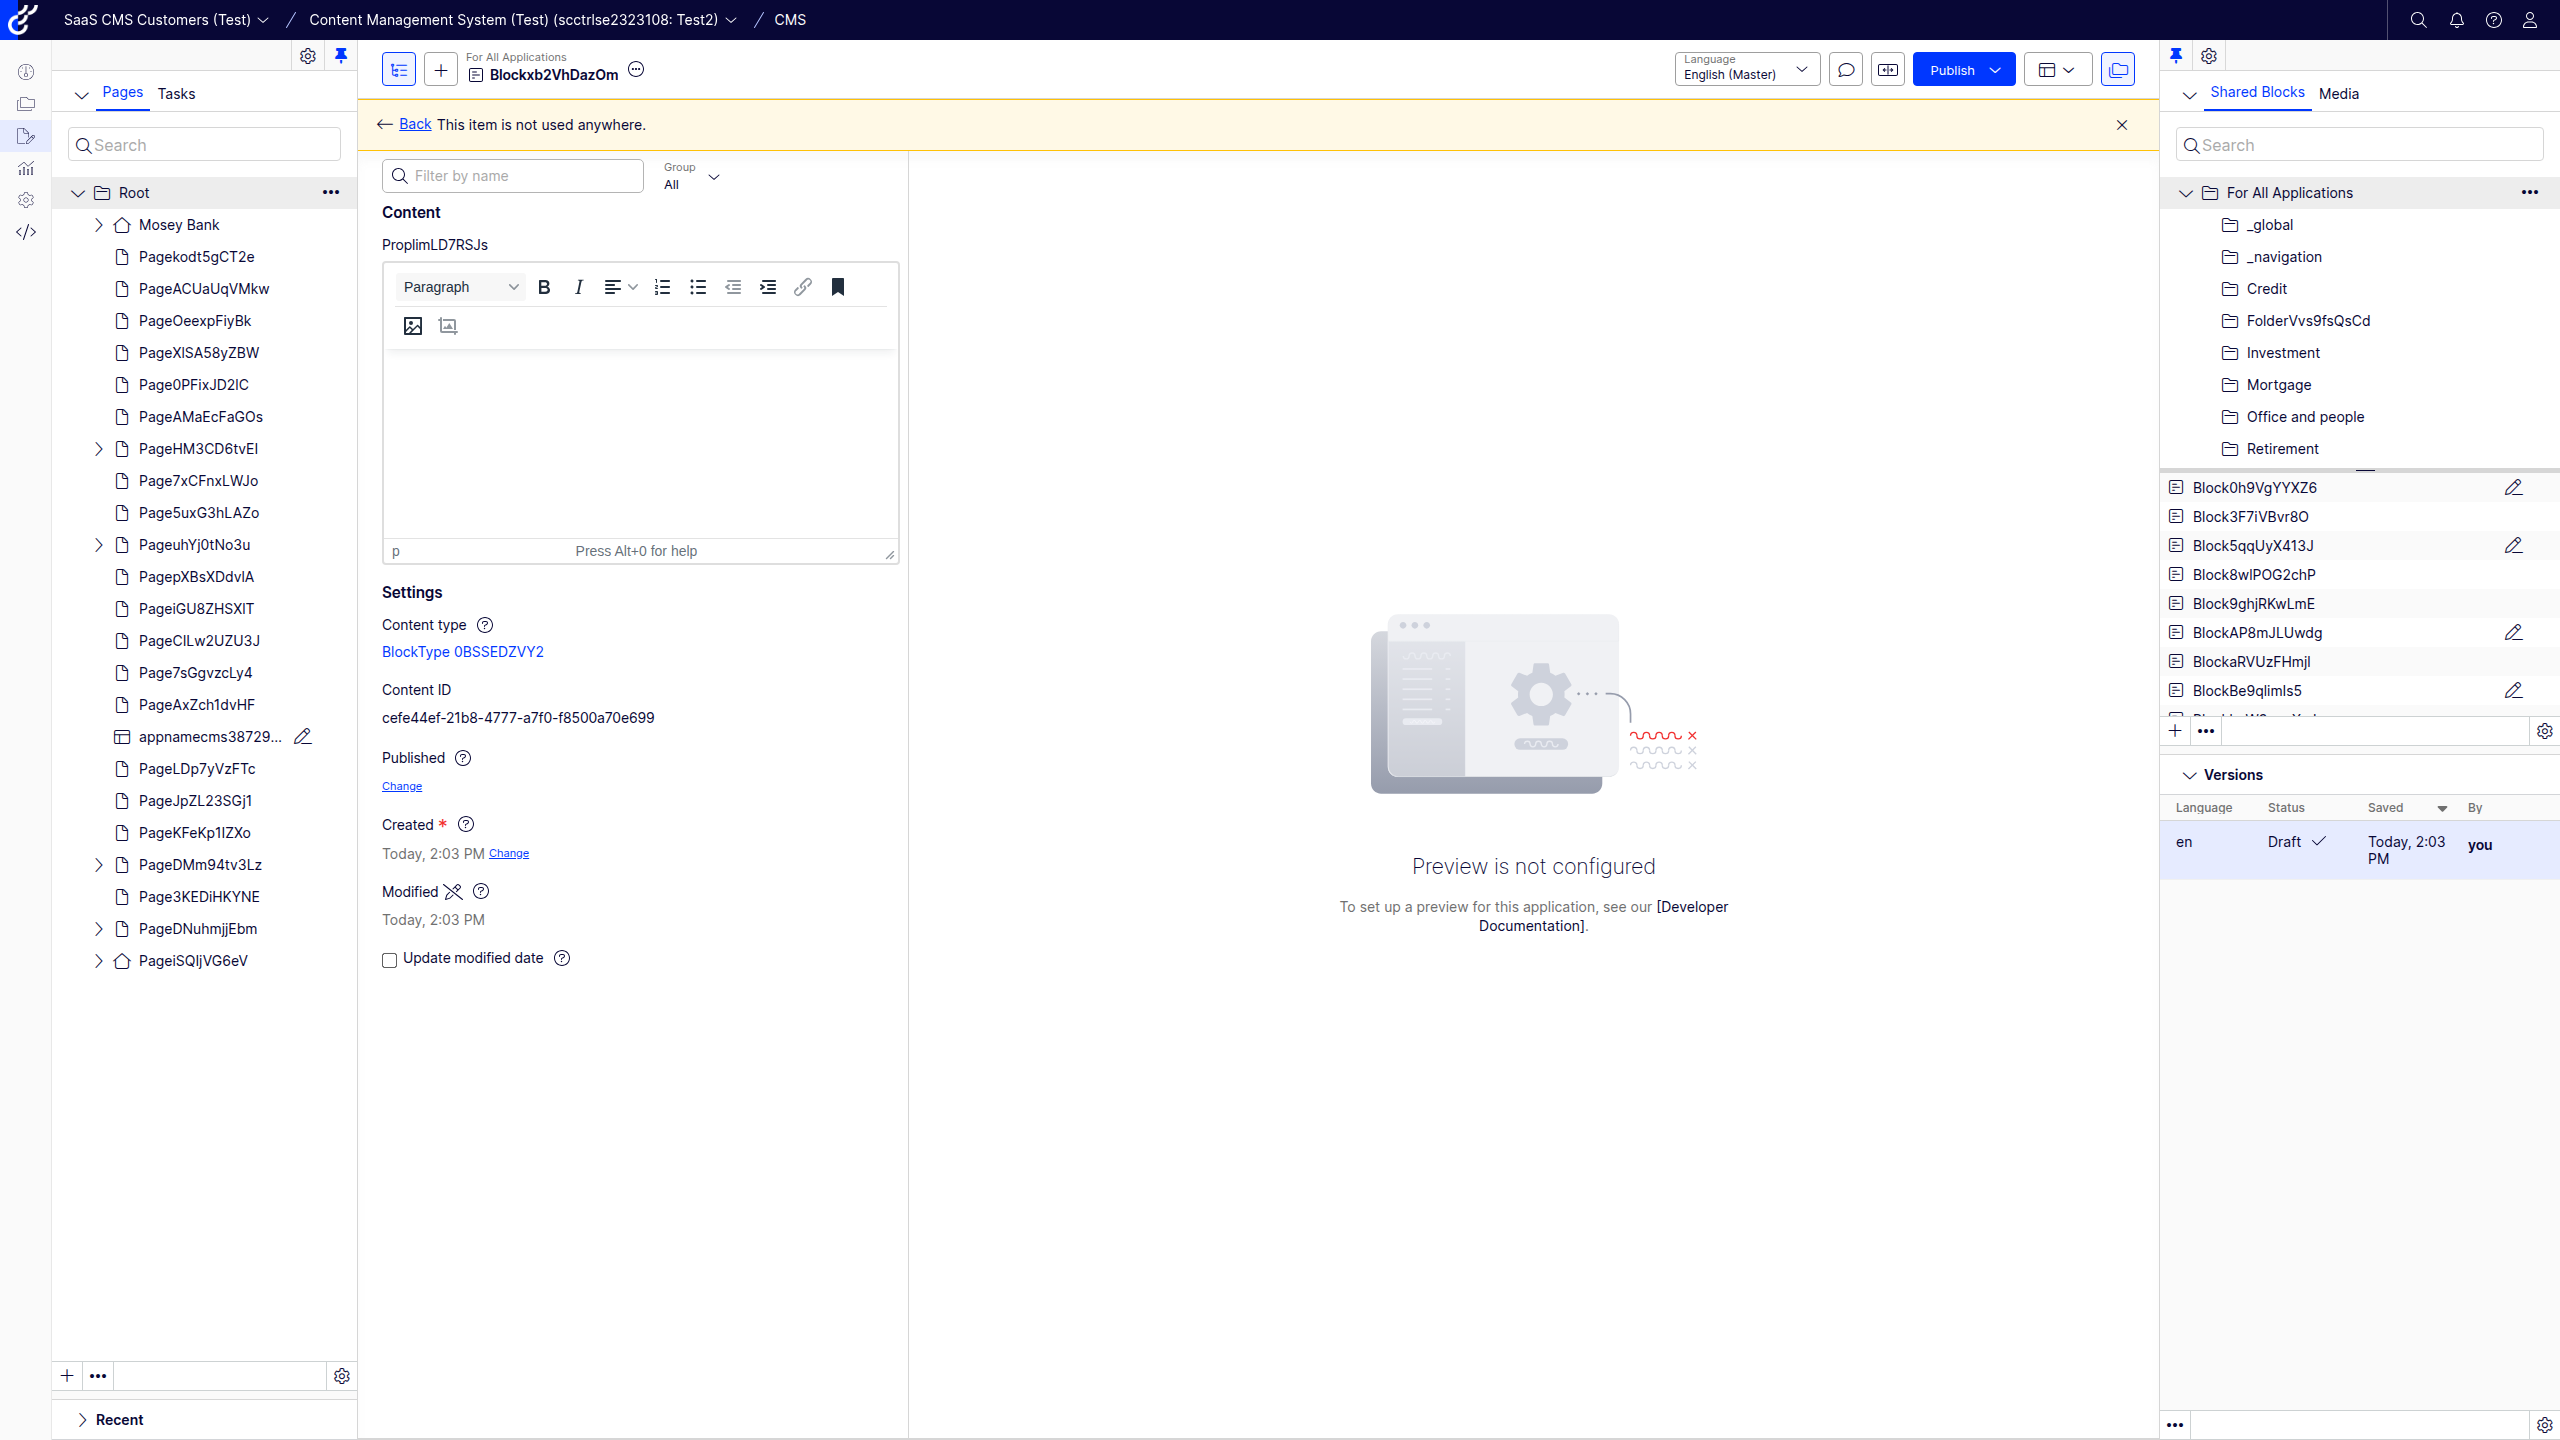 SaaS CMS Customers (Test)
Content Management System (Test) (scctrlse2323108: Test2)
CMS
Pages
Tasks
Search
Root
Mosey Bank
Pagekodt5gCT2e
PageACUaUqVMkw
PageOeexpFiyBk
PageXlSA58yZBW
Page0PFixJD2IC
PageAMaEcFaGOs
PageHM3CD6tvEl
Page7xCFnxLWJo
Page5uxG3hLAZo
PageuhYj0tNo3u
PagepXBsXDdvlA
PageiGU8ZHSXlT
PageClLw2UZU3J
Page7sGgvzcLy4
PageAxZch1dvHF
appnamecms38729...
PageLDp7yVzFTc
PageJpZL23SGj1
PageKFeKp1IZXo
PageDMm94tv3Lz
Page3KEDiHKYNE
PageDNuhmjjEbm
PageiSQIjVG6eV
Recent
For All Applications
Blockxb2VhDazOm
Language
English (Master)
Publish
Back This item is not used anywhere.
Filter by name
Group
All
Content
ProplimLD7RSJs
Paragraph
p
Press Alt+0 for help
Settings
Content type
BlockType 0BSSEDZVY2
Content ID
cefe44ef-21b8-4777-a7f0-f8500a70e699
Published
Change
Created *
Today, 2:03 PM Change
Modified
Today, 2:03 PM
Update modified date
Preview is not configured
To set up a preview for this application, see our [Developer
Documentation].
Shared Blocks
Media
Search
For All Applications
_global
_navigation
Credit
FolderVvs9fsQsCd
Investment
Mortgage
Office and people
Retirement
Block0h9VgYYXZ6
Block3F7iVBvr8O
Block5qqUyX413J
Block8wlPOG2chP
Block9ghjRKwLmE
BlockAP8mJLUwdg
BlockaRVUzFHmjl
BlockBe9qlimIs5
Versions
Language
Status
Saved
By
en
Draft
Today, 2:03
PM
you